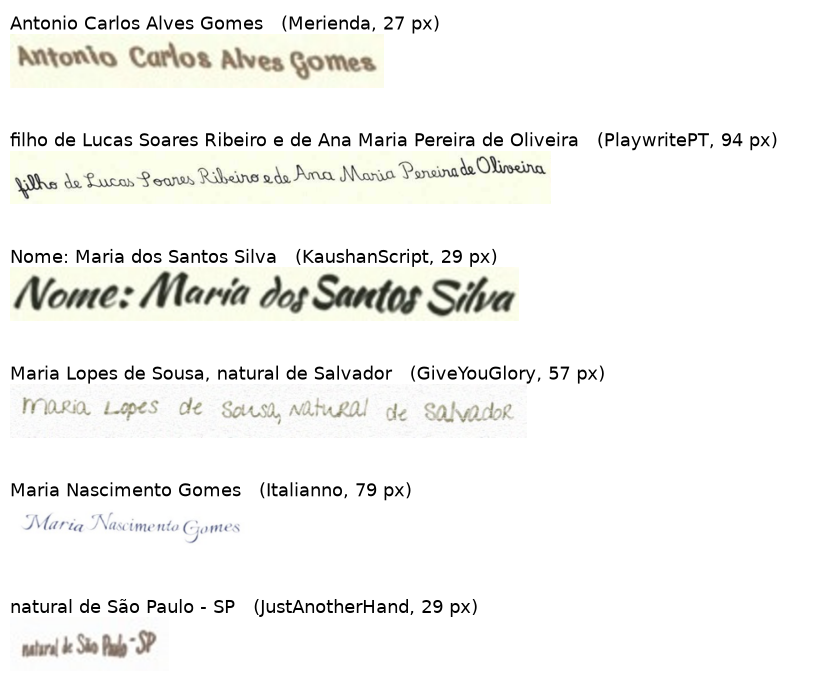 Antonio Carlos Alves Gomes (Merienda, 27 px)
Antonio Carlos Alves Gomes
filho de Lucas Soares Ribeiro e de Ana Maria Pereira de Oliveira (PlaywritePT, 94 px)
filho de Lucas Soares Ribeiro e de Ana Maria Pereira de Oliveira
Nome: Maria dos Santos Silva (KaushanScript, 29 px)
Nome: Maria dos Santos Silva
Maria Lopes de Sousa, natural de Salvador (GiveYouGlory, 57 px)
Maria Lopes de Sousa, natural de Salvador
Maria Nascimento Gomes (Italianno, 79 px)
Maria Nascimento Gomes
natural de São Paulo - SP (JustAnotherHand, 29 px)
natural de São Paulo - SP